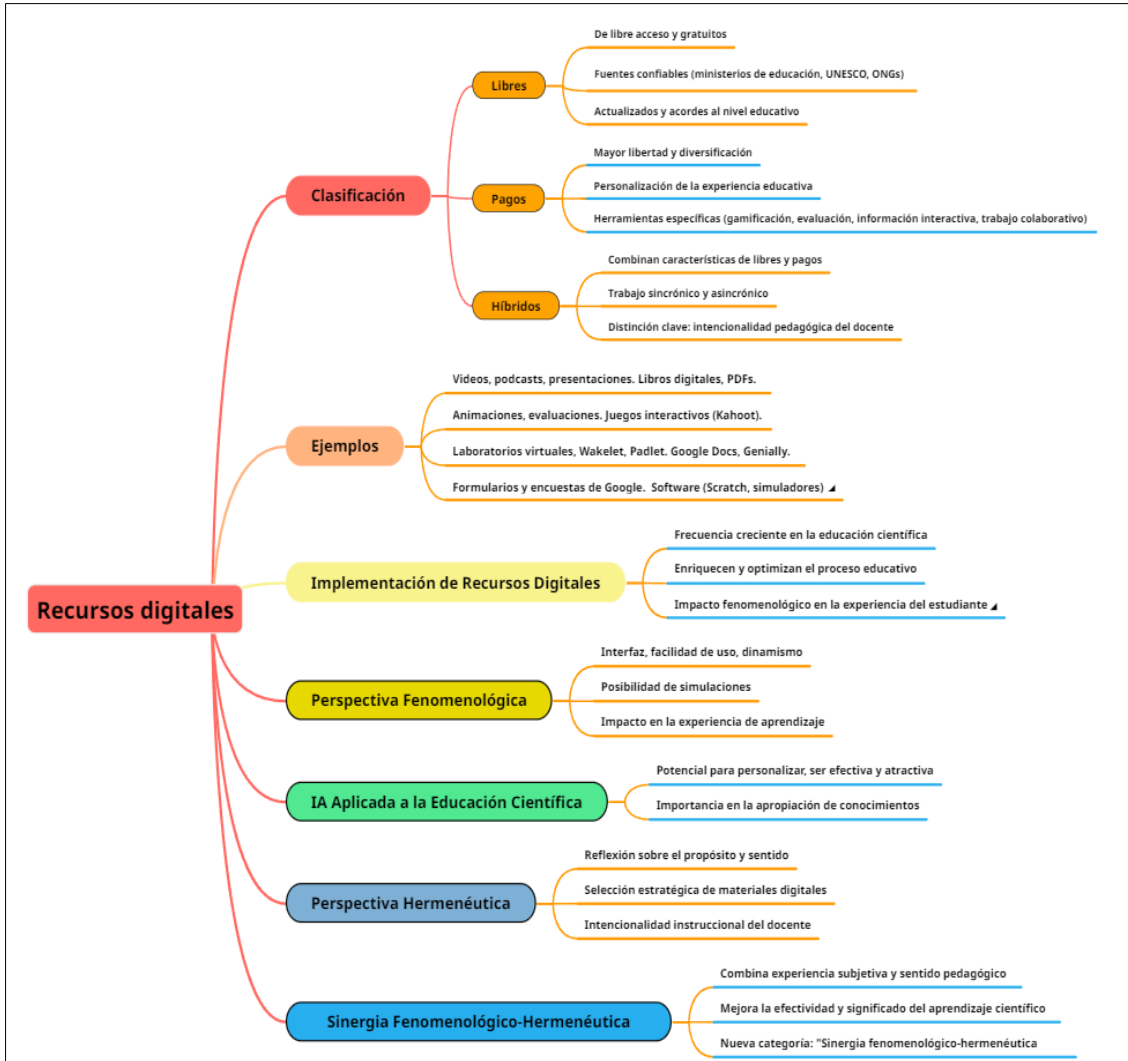 Recursos digitales
Clasificación
Libres
De libre acceso y gratuitos
Fuentes confiables (ministerios de educación, UNESCO, ONGs)
Actualizados y acordes al nivel educativo
Pagos
Mayor libertad y diversificación
Personalización de la experiencia educativa
Herramientas específicas (gamificación, evaluación, información interactiva, trabajo colaborativo)
Híbridos
Combinan características de libres y pagos
Trabajo sincrónico y asincrónico
Distinción clave: intencionalidad pedagógica del docente
Ejemplos
Videos, podcasts, presentaciones. Libros digitales, PDFs.
Animaciones, evaluaciones. Juegos interactivos (Kahoot).
Laboratorios virtuales, Wakelet, Padlet. Google Docs, Genially.
Formularios y encuestas de Google. Software (Scratch, simuladores)
Implementación de Recursos Digitales
Frecuencia creciente en la educación científica
Enriquecen y optimizan el proceso educativo
Impacto fenomenológico en la experiencia del estudiante
Perspectiva Fenomenológica
Interfaz, facilidad de uso, dinamismo
Posibilidad de simulaciones
Impacto en la experiencia de aprendizaje
IA Aplicada a la Educación Científica
Potencial para personalizar, ser efectiva y atractiva
Importancia en la apropiación de conocimientos
Perspectiva Hermenéutica
Reflexión sobre el propósito y sentido
Selección estratégica de materiales digitales
Intencionalidad instruccional del docente
Sinergia Fenomenológico-Hermenéutica
Combina experiencia subjetiva y sentido pedagógico
Mejora la efectividad y significado del aprendizaje científico
Nueva categoría: "Sinergia fenomenológico-hermenéutica